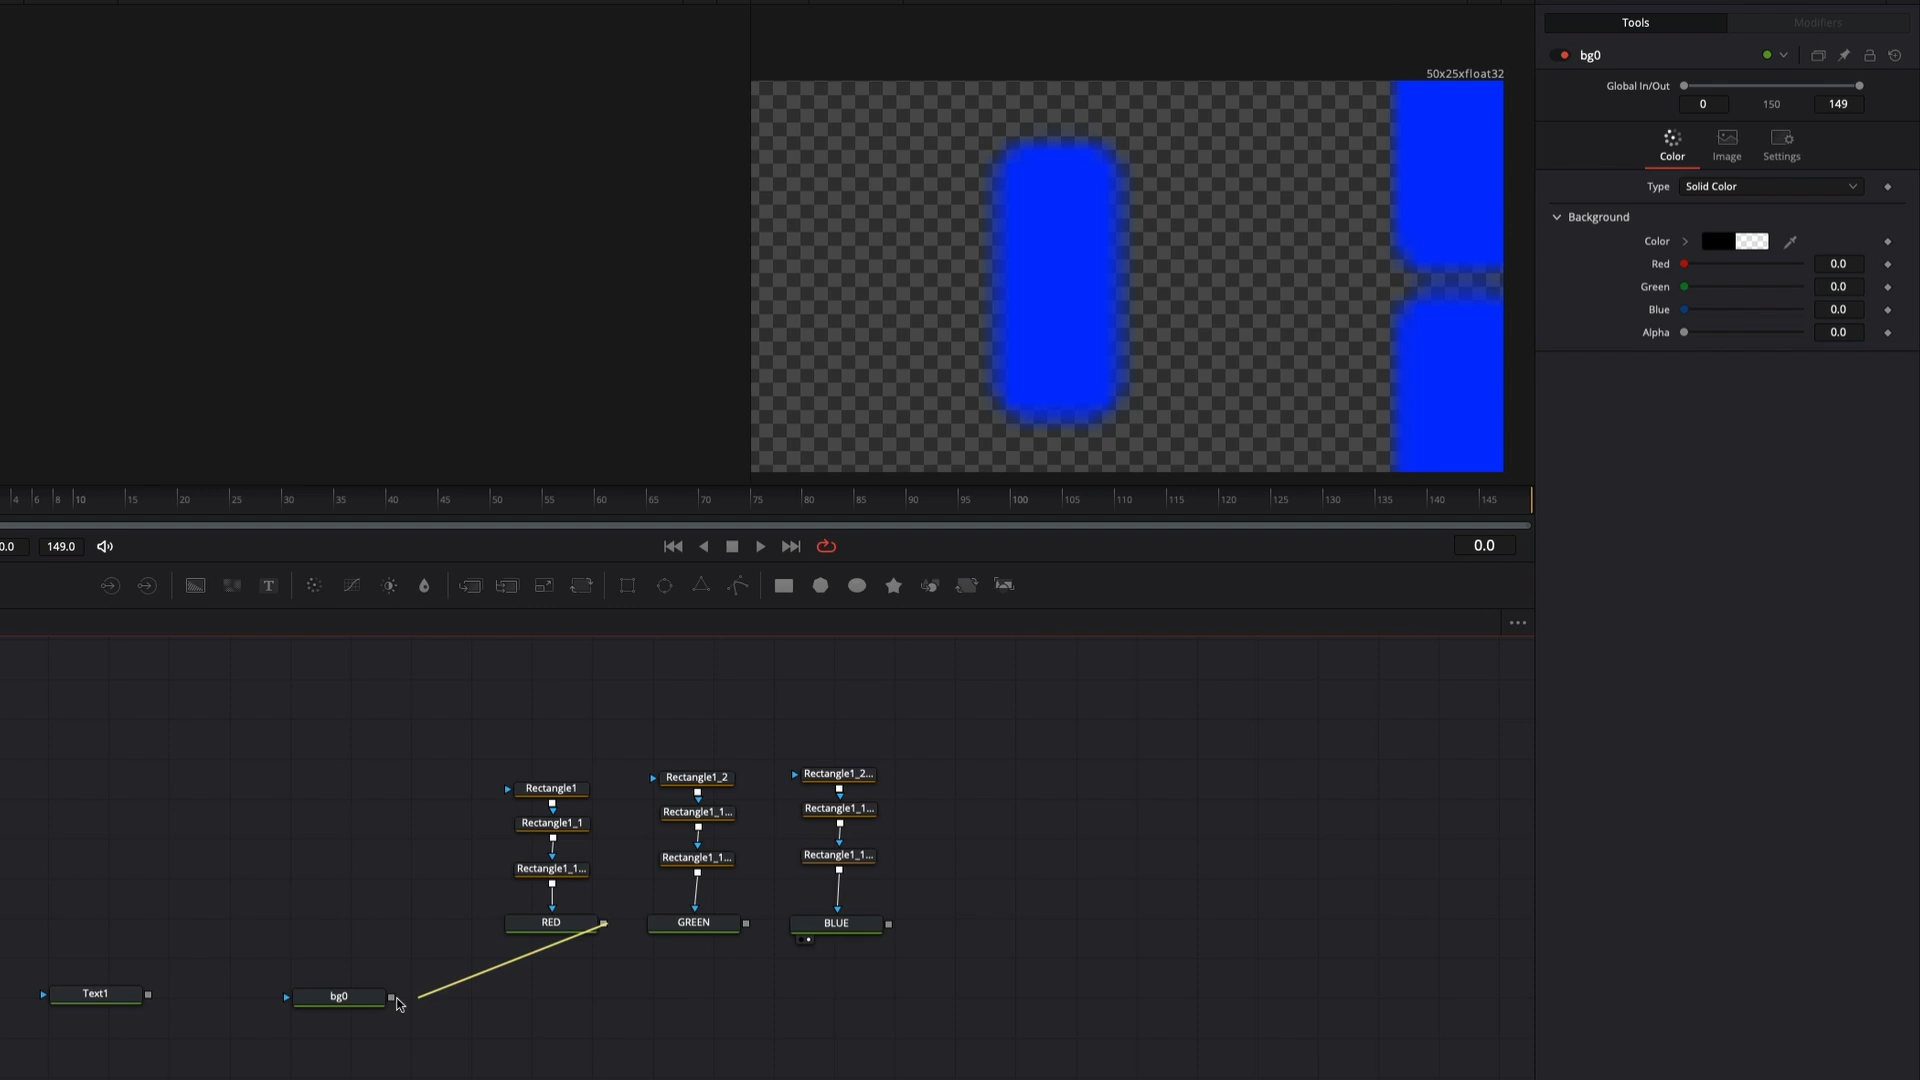 Tools Modifiers
bg0
50x25xfloat32
Global In/Out
0 150 149
Color Image Settings
Type Solid Color
Background
Color
Red 0.0
Green 0.0
Blue 0.0
Alpha 0.0
4 6 8 10 15 20 25 30 35 40 45 50 55 60 65 70 75 80 85 90 95 100 105 110 115 120 125 130 135 140 145
0.0 149.0 0.0
T
Rectangle1 Rectangle1_2 Rectangle1_2...
Rectangle1_1 Rectangle1_1... Rectangle1_1...
Rectangle1_1... Rectangle1_1... Rectangle1_1...
RED GREEN BLUE
Text1 bg0